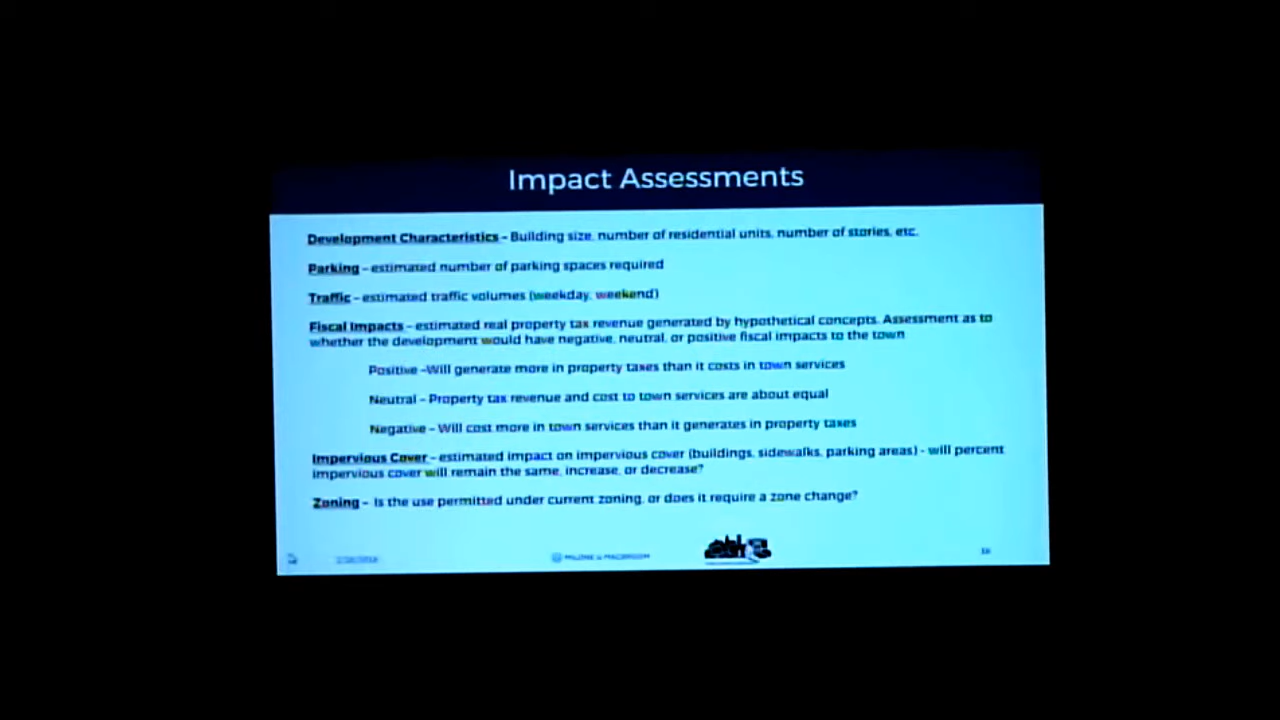 Impact Assessments
Development Characteristics – Building size, number of residential units, number of stories, etc.
Parking – estimated number of parking spaces required
Traffic – estimated traffic volumes (weekday, weekend)
Fiscal Impacts – estimated real property tax revenue generated by hypothetical concepts. Assessment as to
whether the development would have negative, neutral, or positive fiscal impacts to the town
Positive –Will generate more in property taxes than it costs in town services
Neutral – Property tax revenue and cost to town services are about equal
Negative – Will cost more in town services than it generates in property taxes
Impervious Cover – estimated impact on impervious cover (buildings, sidewalks, parking areas) - will percent
impervious cover will remain the same, increase, or decrease?
Zoning – Is the use permitted under current zoning, or does it require a zone change?
MILONE & MACBROOM